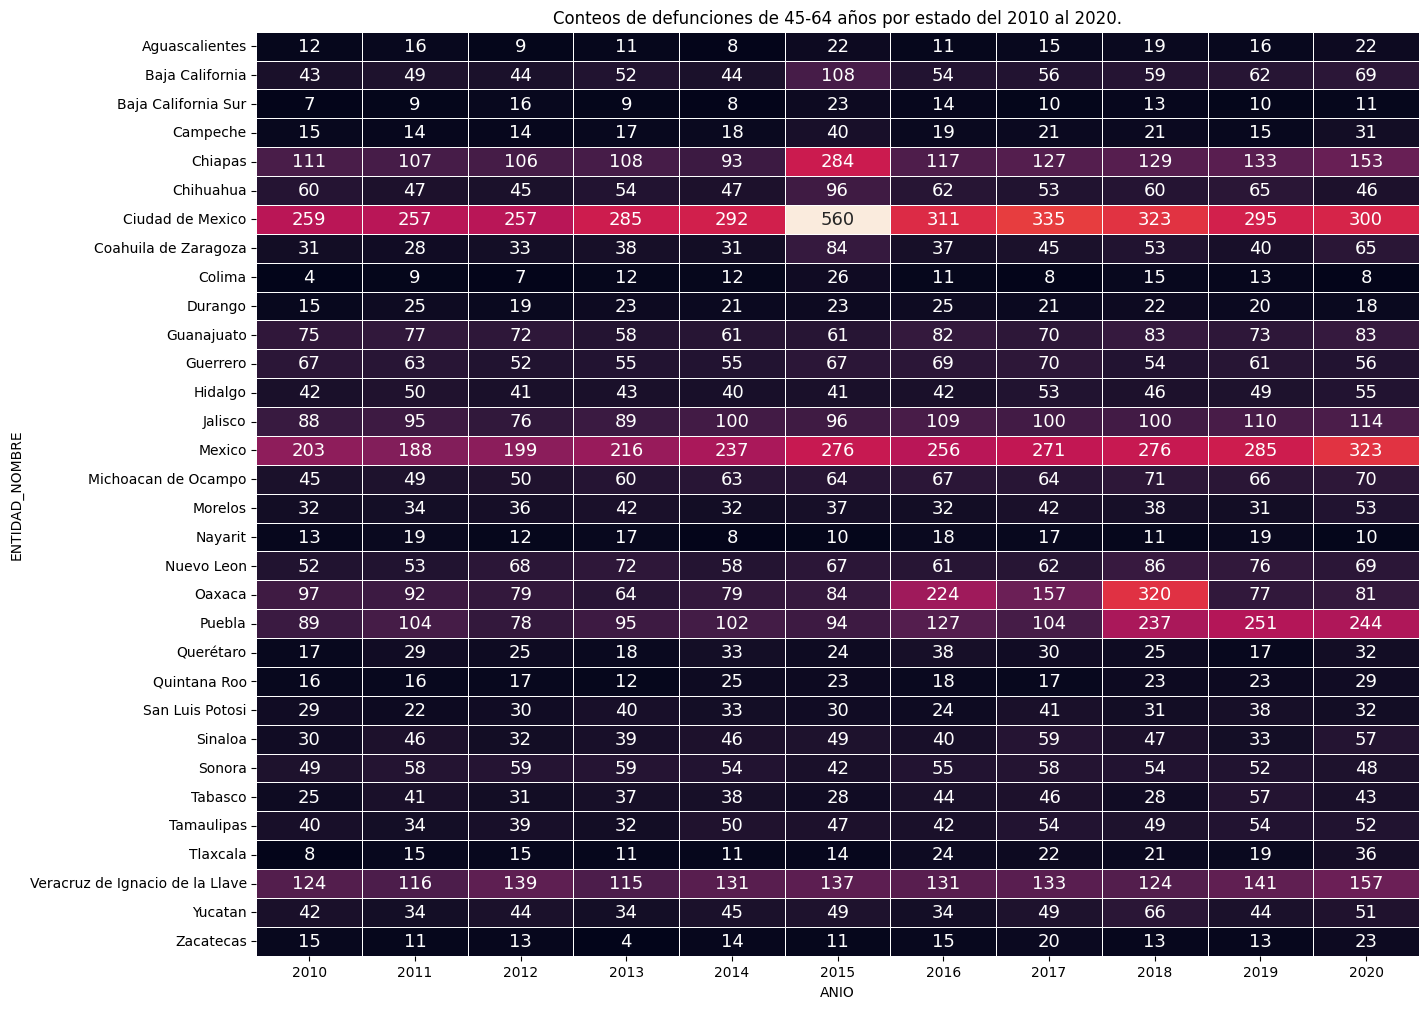 Conteos de defunciones de 45-64 años por estado del 2010 al 2020.
ENTIDAD_NOMBRE
Aguascalientes 12 16 9 11 8 22 11 15 19 16 22
Baja California 43 49 44 52 44 108 54 56 59 62 69
Baja California Sur 7 9 16 9 8 23 14 10 13 10 11
Campeche 15 14 14 17 18 40 19 21 21 15 31
Chiapas 111 107 106 108 93 284 117 127 129 133 153
Chihuahua 60 47 45 54 47 96 62 53 60 65 46
Ciudad de Mexico 259 257 257 285 292 560 311 335 323 295 300
Coahuila de Zaragoza 31 28 33 38 31 84 37 45 53 40 65
Colima 4 9 7 12 12 26 11 8 15 13 8
Durango 15 25 19 23 21 23 25 21 22 20 18
Guanajuato 75 77 72 58 61 61 82 70 83 73 83
Guerrero 67 63 52 55 55 67 69 70 54 61 56
Hidalgo 42 50 41 43 40 41 42 53 46 49 55
Jalisco 88 95 76 89 100 96 109 100 100 110 114
Mexico 203 188 199 216 237 276 256 271 276 285 323
Michoacan de Ocampo 45 49 50 60 63 64 67 64 71 66 70
Morelos 32 34 36 42 32 37 32 42 38 31 53
Nayarit 13 19 12 17 8 10 18 17 11 19 10
Nuevo Leon 52 53 68 72 58 67 61 62 86 76 69
Oaxaca 97 92 79 64 79 84 224 157 320 77 81
Puebla 89 104 78 95 102 94 127 104 237 251 244
Querétaro 17 29 25 18 33 24 38 30 25 17 32
Quintana Roo 16 16 17 12 25 23 18 17 23 23 29
San Luis Potosi 29 22 30 40 33 30 24 41 31 38 32
Sinaloa 30 46 32 39 46 49 40 59 47 33 57
Sonora 49 58 59 59 54 42 55 58 54 52 48
Tabasco 25 41 31 37 38 28 44 46 28 57 43
Tamaulipas 40 34 39 32 50 47 42 54 49 54 52
Tlaxcala 8 15 15 11 11 14 24 22 21 19 36
Veracruz de Ignacio de la Llave 124 116 139 115 131 137 131 133 124 141 157
Yucatan 42 34 44 34 45 49 34 49 66 44 51
Zacatecas 15 11 13 4 14 11 15 20 13 13 23
2010 2011 2012 2013 2014 2015 2016 2017 2018 2019 2020
ANIO